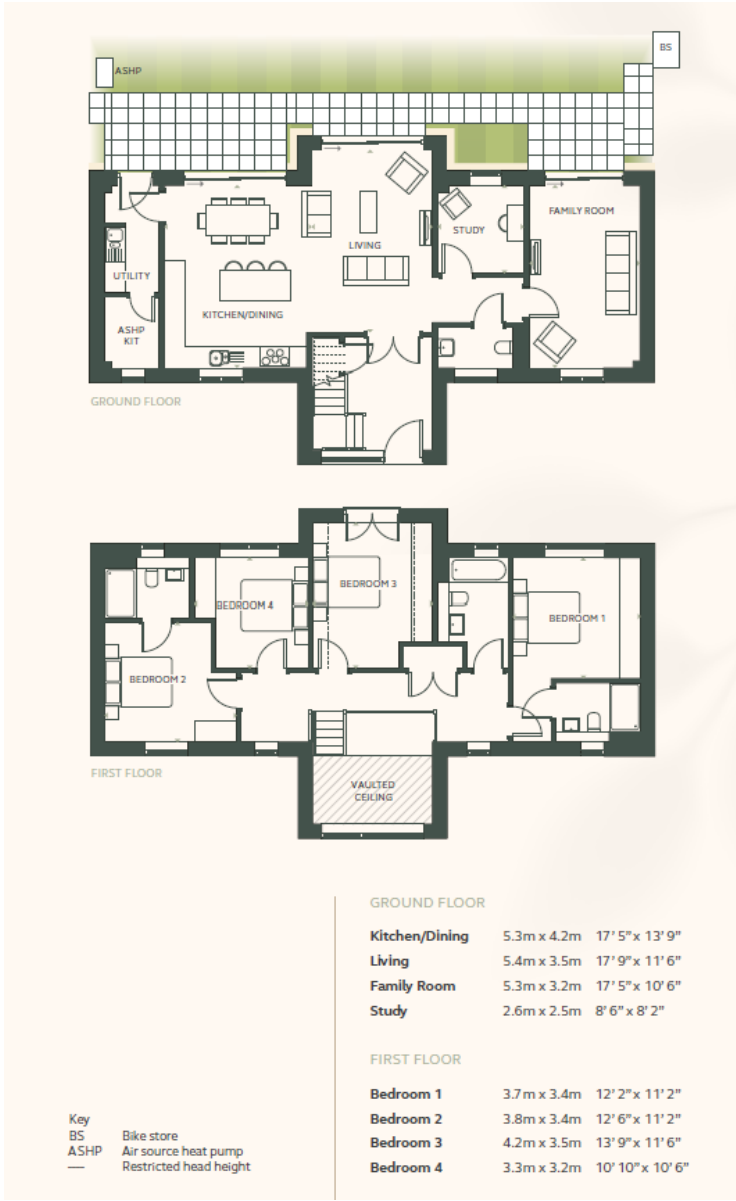 BS
ASHP
FAMILY ROOM
STUDY
LIVING
UTILITY
KITCHEN/DINING
ASHP
KIT
GROUND FLOOR
BEDROOM 3
BEDROOM 4
BEDROOM 1
BEDROOM 2
FIRST FLOOR
VAULTED
CEILING
GROUND FLOOR
Kitchen/Dining 5.3m x 4.2m 17' 5" x 13' 9"
Living 5.4m x 3.5m 17' 9" x 11' 6"
Family Room 5.3m x 3.2m 17' 5" x 10' 6"
Study 2.6m x 2.5m 8' 6" x 8' 2"
FIRST FLOOR
Bedroom 1 3.7m x 3.4m 12' 2" x 11' 2"
Bedroom 2 3.8m x 3.4m 12' 6" x 11' 2"
Bedroom 3 4.2m x 3.5m 13' 9" x 11' 6"
Bedroom 4 3.3m x 3.2m 10' 10" x 10' 6"
Key
BS Bike store
ASHP Air source heat pump
— Restricted head height